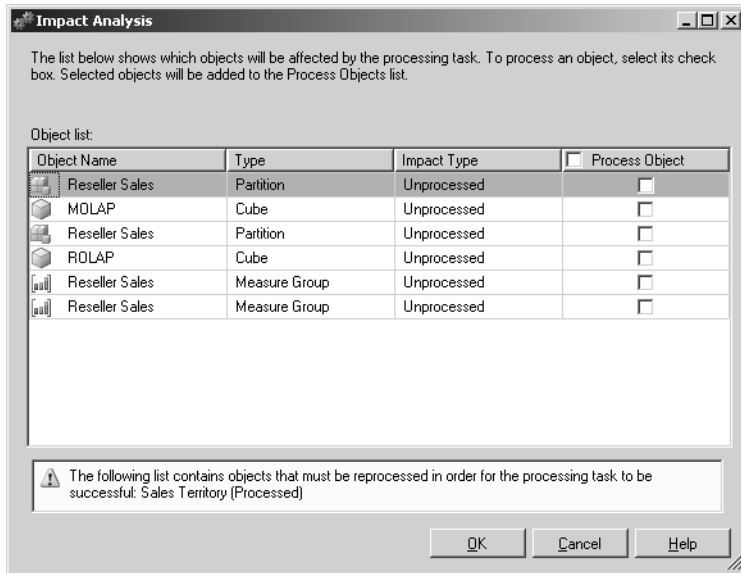 Impact Analysis
The list below shows which objects will be affected by the processing task. To process an object, select its check
box. Selected objects will be added to the Process Objects list.
Object list:
Object Name Type Impact Type Process Object
Reseller Sales Partition Unprocessed
MOLAP Cube Unprocessed
Reseller Sales Partition Unprocessed
ROLAP Cube Unprocessed
Reseller Sales Measure Group Unprocessed
Reseller Sales Measure Group Unprocessed
The following list contains objects that must be reprocessed in order for the processing task to be
successful: Sales Territory (Processed)
OK Cancel Help